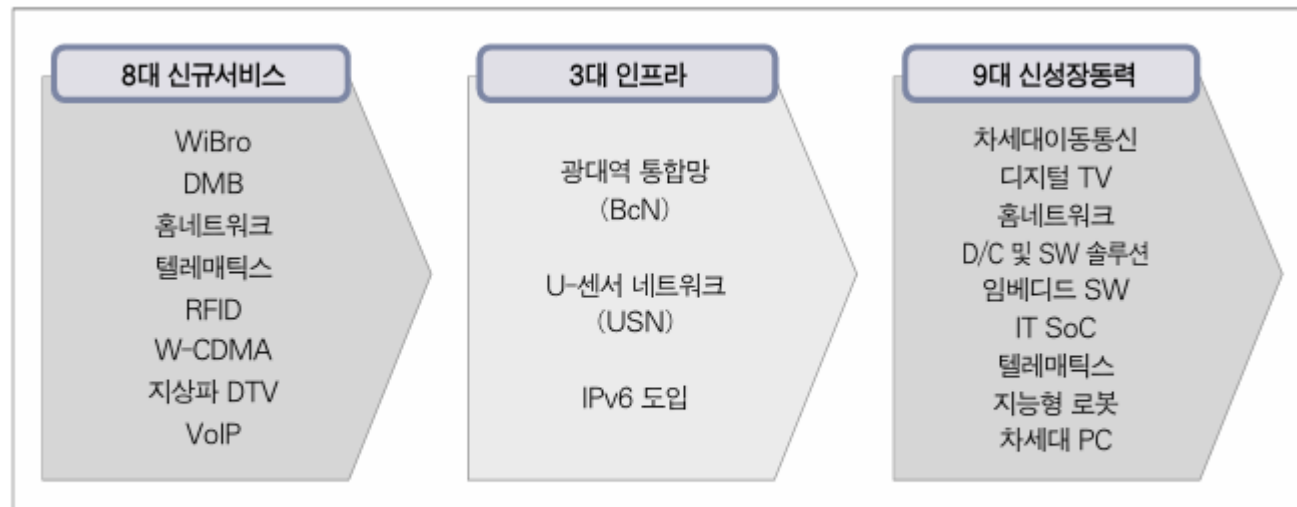 8대 신규서비스
WiBro
DMB
홈네트워크
텔레매틱스
RFID
W-CDMA
지상파 DTV
VoIP
3대 인프라
광대역 통합망
(BcN)
U-센서 네트워크
(USN)
IPv6 도입
9대 신성장동력
차세대이동통신
디지털 TV
홈네트워크
D/C 및 SW 솔루션
임베디드 SW
IT SoC
텔레매틱스
지능형 로봇
차세대 PC